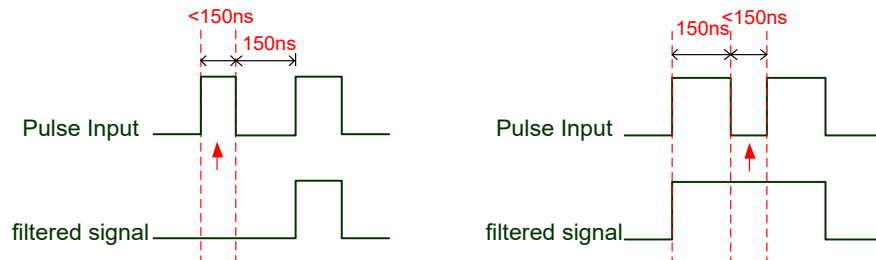 <150ns
150ns
Pulse Input
filtered signal
<150ns
150ns
Pulse Input
filtered signal